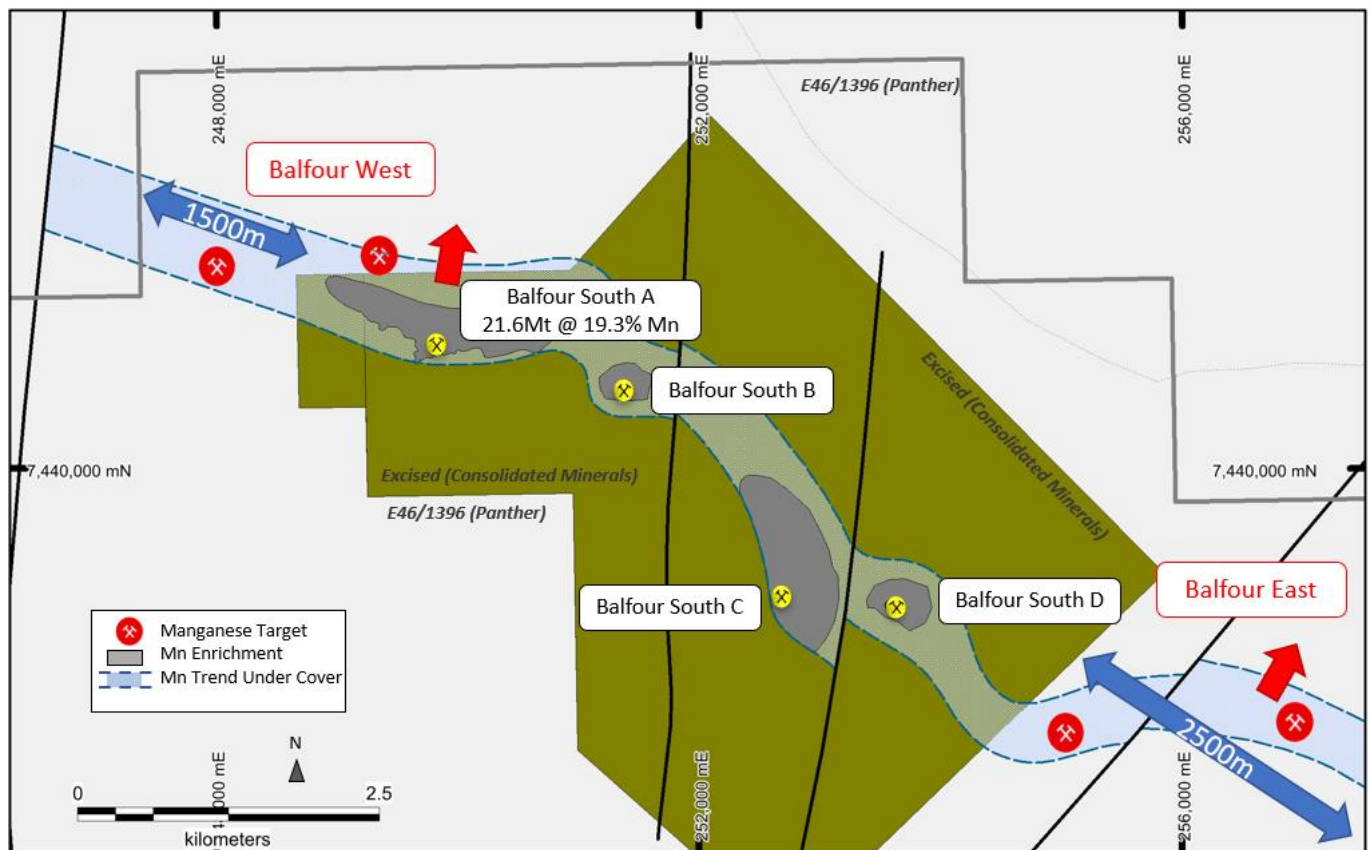 248,000 mE
252,000 mE
256,000 mE
E46/1396 (Panther)
Balfour West
1500m
Balfour South A
21.6Mt @ 19.3% Mn
Balfour South B
Excised (Consolidated Minerals)
7,440,000 mN
7,440,000 mN
Excised (Consolidated Minerals)
E46/1396 (Panther)
Balfour East
Balfour South C
Balfour South D
Manganese Target
Mn Enrichment
Mn Trend Under Cover
2500m
N
0
2.5
kilometers
252,000 mE
256,000 mE